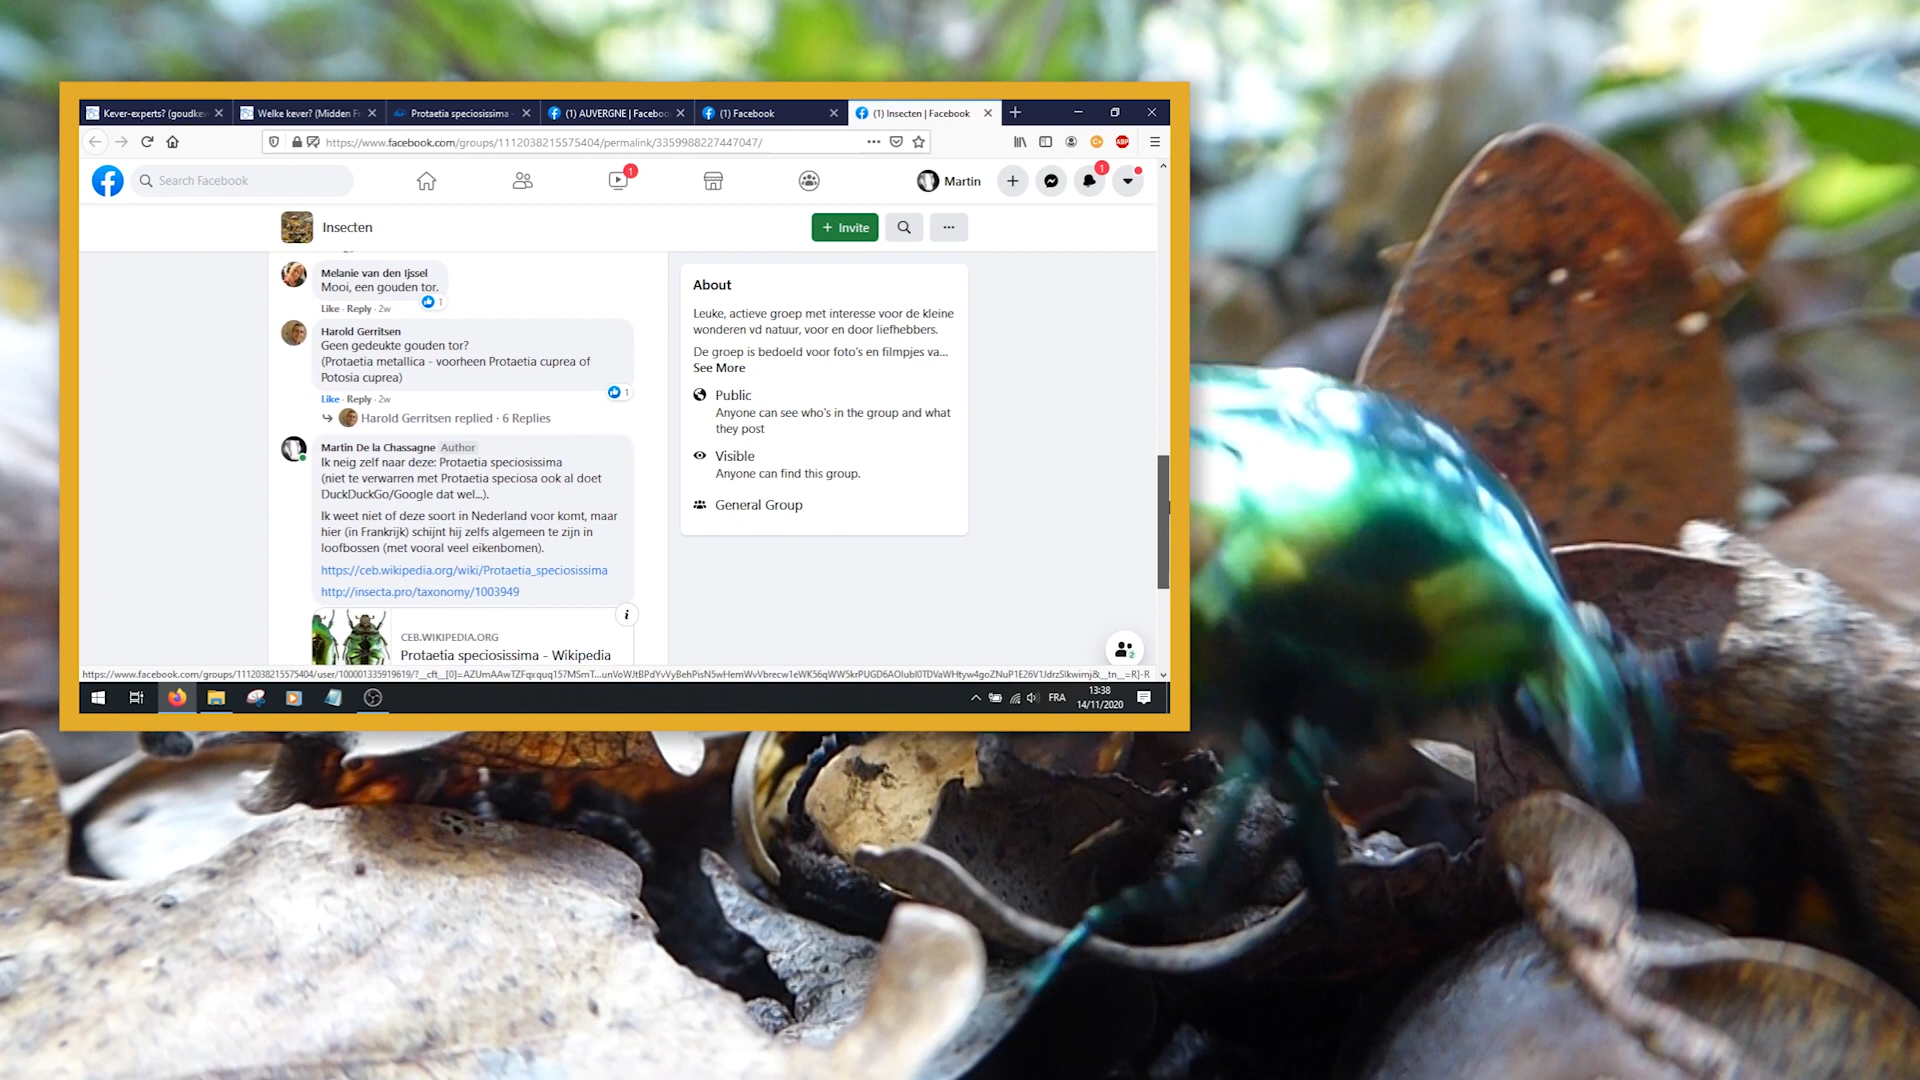 Kever-experts? (goudke
Welke kever? (Midden F
Protaetia speciosissima
(1) AUVERGNE | Faceboo
(1) Facebook
(1) Insecten | Facebook
https://www.facebook.com/groups/1112038215575404/permalink/3359988227447047/
ABP
Search Facebook
1
Martin
1
Insecten
+ Invite
Melanie van den Ijssel
Mooi, een gouden tor.
1
Like · Reply · 2w
Harold Gerritsen
Geen gedeukte gouden tor?
(Protaetia metallica - voorheen Protaetia cuprea of
Potosia cuprea)
1
Like · Reply · 2w
Harold Gerritsen replied · 6 Replies
Martin De la Chassagne Author
Ik neig zelf naar deze: Protaetia speciosissima
(niet te verwarren met Protaetia speciosa ook al doet
DuckDuckGo/Google dat wel...).
Ik weet niet of deze soort in Nederland voor komt, maar
hier (in Frankrijk) schijnt hij zelfs algemeen te zijn in
loofbossen (met vooral veel eikenbomen).
https://ceb.wikipedia.org/wiki/Protaetia_speciosissima
http://insecta.pro/taxonomy/1003949
CEB.WIKIPEDIA.ORG
Protaetia speciosissima - Wikipedia
About
Leuke, actieve groep met interesse voor de kleine
wonderen vd natuur, voor en door liefhebbers.
De groep is bedoeld voor foto's en filmpjes va...
See More
Public
Anyone can see who's in the group and what
they post
Visible
Anyone can find this group.
General Group
2
FRA
13:38
14/11/2020